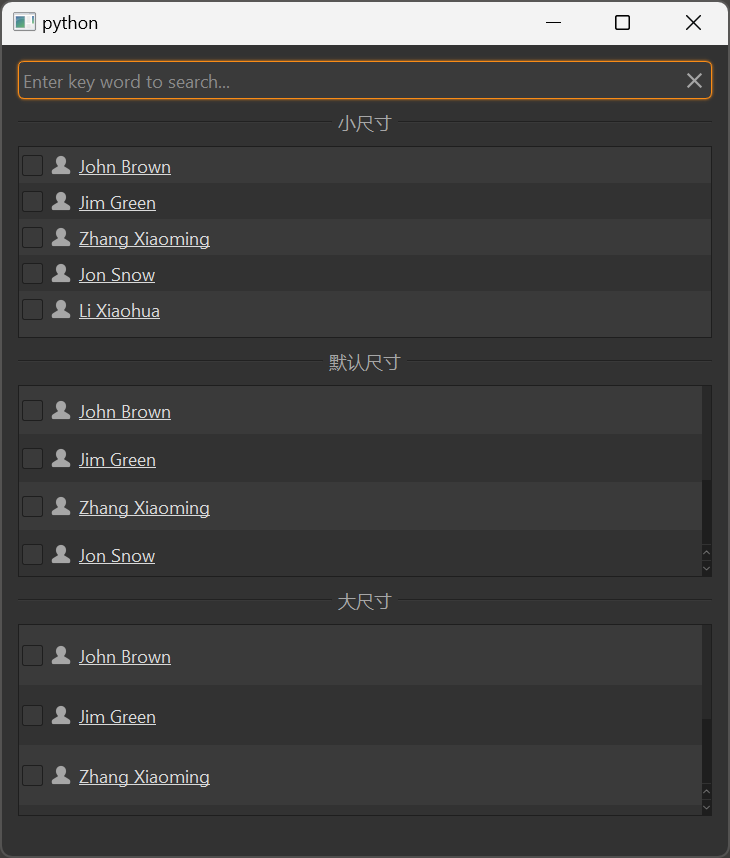 python
Enter key word to search...
小尺寸
John Brown
Jim Green
Zhang Xiaoming
Jon Snow
Li Xiaohua
默认尺寸
John Brown
Jim Green
Zhang Xiaoming
Jon Snow
大尺寸
John Brown
Jim Green
Zhang Xiaoming